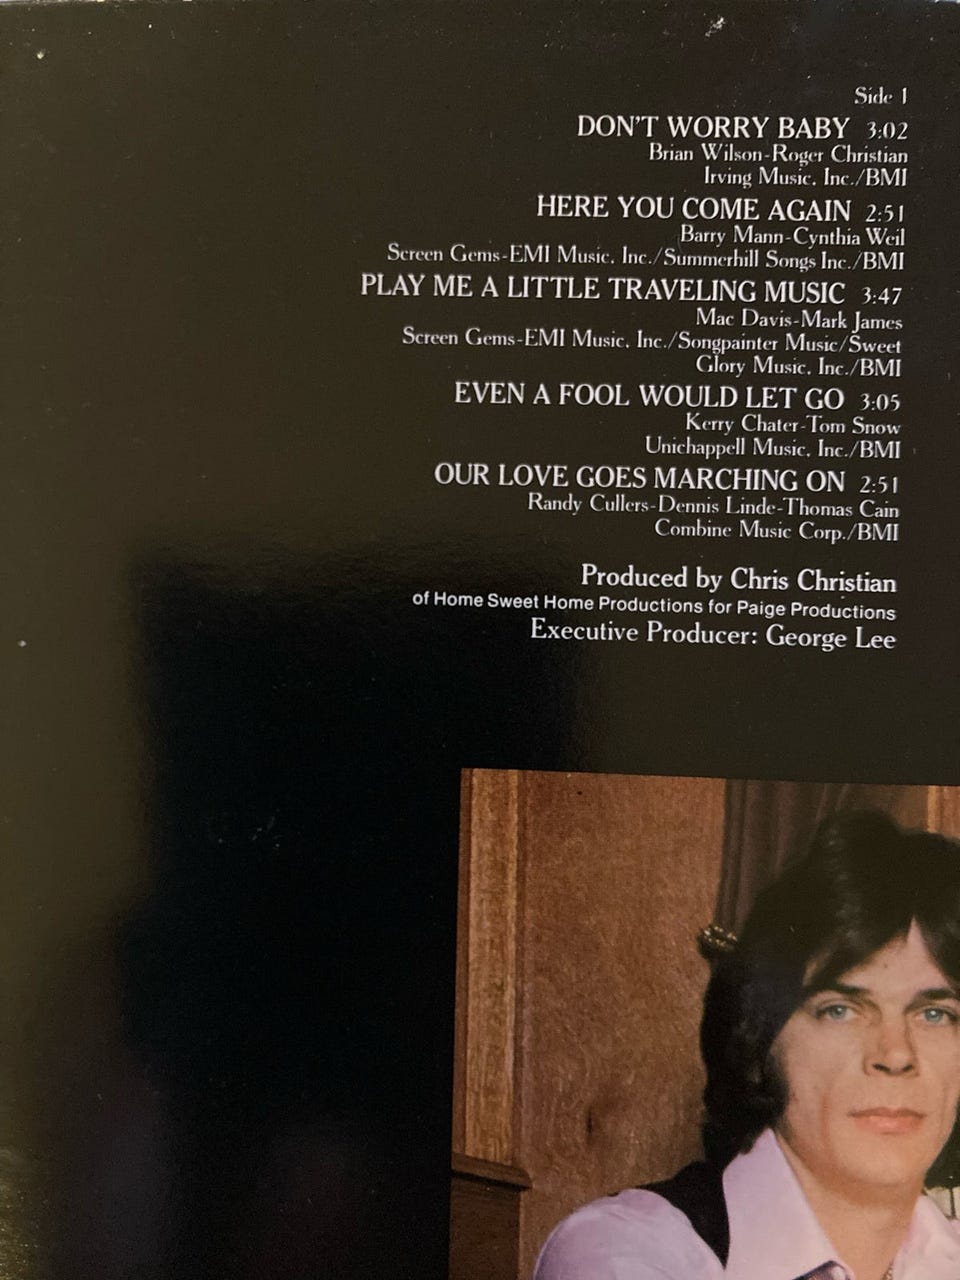 Side 1
DON'T WORRY BABY 3:02
Brian Wilson-Roger Christian
Irving Music, Inc./BMI
HERE YOU COME AGAIN 2:51
Barry Mann-Cynthia Weil
Screen Gems-EMI Music, Inc./Summerhill Songs Inc./BMI
PLAY ME A LITTLE TRAVELING MUSIC 3:47
Mac Davis-Mark James
Screen Gems-EMI Music, Inc./Songpainter Music/Sweet
Glory Music, Inc./BMI
EVEN A FOOL WOULD LET GO 3:05
Kerry Chater-Tom Snow
Unichappell Music, Inc./BMI
OUR LOVE GOES MARCHING ON 2:51
Randy Cullers-Dennis Linde-Thomas Cain
Combine Music Corp./BMI
Produced by Chris Christian
of Home Sweet Home Productions for Paige Productions
Executive Producer: George Lee